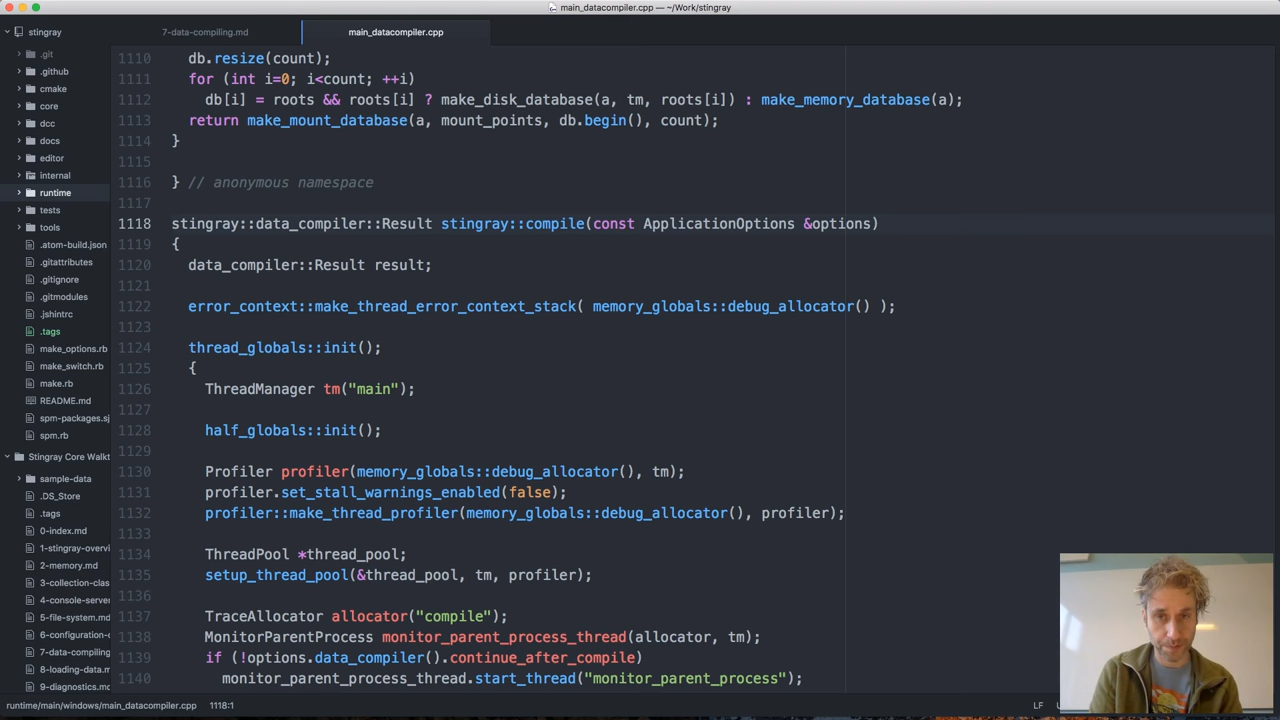 main_datacompiler.cpp — ~/Work/stingray
stingray
.git
.github
cmake
core
dcc
docs
editor
internal
runtime
tests
tools
.atom-build.json
.gitattributes
.gitignore
.gitmodules
.jshintrc
.tags
make_options.rb
make_switch.rb
make.rb
README.md
spm-packages.sj
spm.rb
Stingray Core Walkt
sample-data
.DS_Store
.tags
0-index.md
1-stingray-overvi
2-memory.md
3-collection-clas
4-console-server
5-file-system.md
6-configuration-
7-data-compiling
8-loading-data.m
9-diagnostics.md
7-data-compiling.md
main_datacompiler.cpp
1110 db.resize(count);
1111 for (int i=0; i<count; ++i)
1112 db[i] = roots && roots[i] ? make_disk_database(a, tm, roots[i]) : make_memory_database(a);
1113 return make_mount_database(a, mount_points, db.begin(), count);
1114 }
1115
1116 } // anonymous namespace
1117
1118 stingray::data_compiler::Result stingray::compile(const ApplicationOptions &options)
1119 {
1120 data_compiler::Result result;
1121
1122 error_context::make_thread_error_context_stack( memory_globals::debug_allocator() );
1123
1124 thread_globals::init();
1125 {
1126 ThreadManager tm("main");
1127
1128 half_globals::init();
1129
1130 Profiler profiler(memory_globals::debug_allocator(), tm);
1131 profiler.set_stall_warnings_enabled(false);
1132 profiler::make_thread_profiler(memory_globals::debug_allocator(), profiler);
1133
1134 ThreadPool *thread_pool;
1135 setup_thread_pool(&thread_pool, tm, profiler);
1136
1137 TraceAllocator allocator("compile");
1138 MonitorParentProcess monitor_parent_process_thread(allocator, tm);
1139 if (!options.data_compiler().continue_after_compile)
1140 monitor_parent_process_thread.start_thread("monitor_parent_process");
runtime/main/windows/main_datacompiler.cpp 1118:1
LF